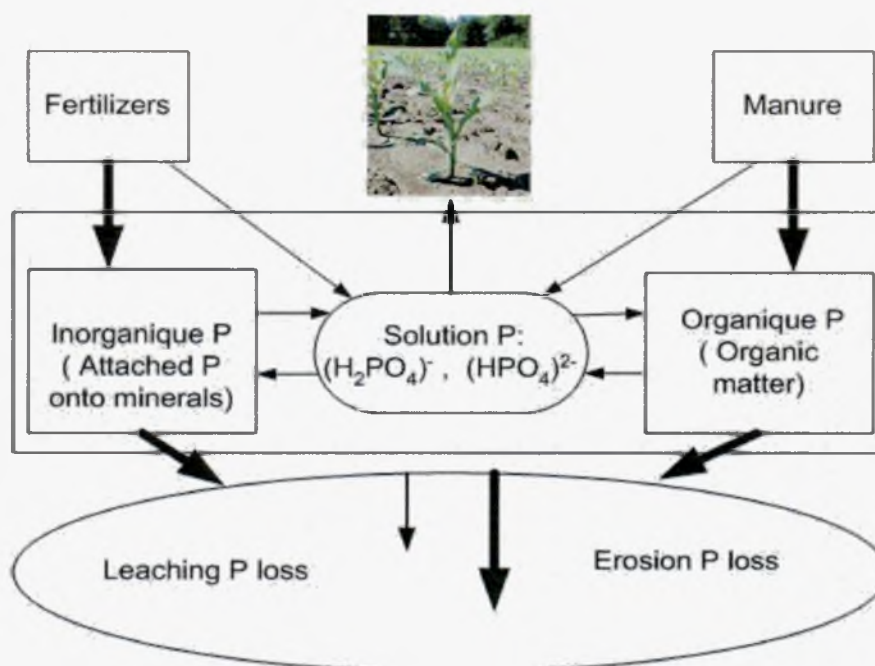 Fertilizers
Manure
Inorganique P
( Attached P
onto minerals)
Solution P:
(H₂PO₄)⁻ , (HPO₄)²⁻
Organique P
( Organic
matter)
Leaching P loss
Erosion P loss